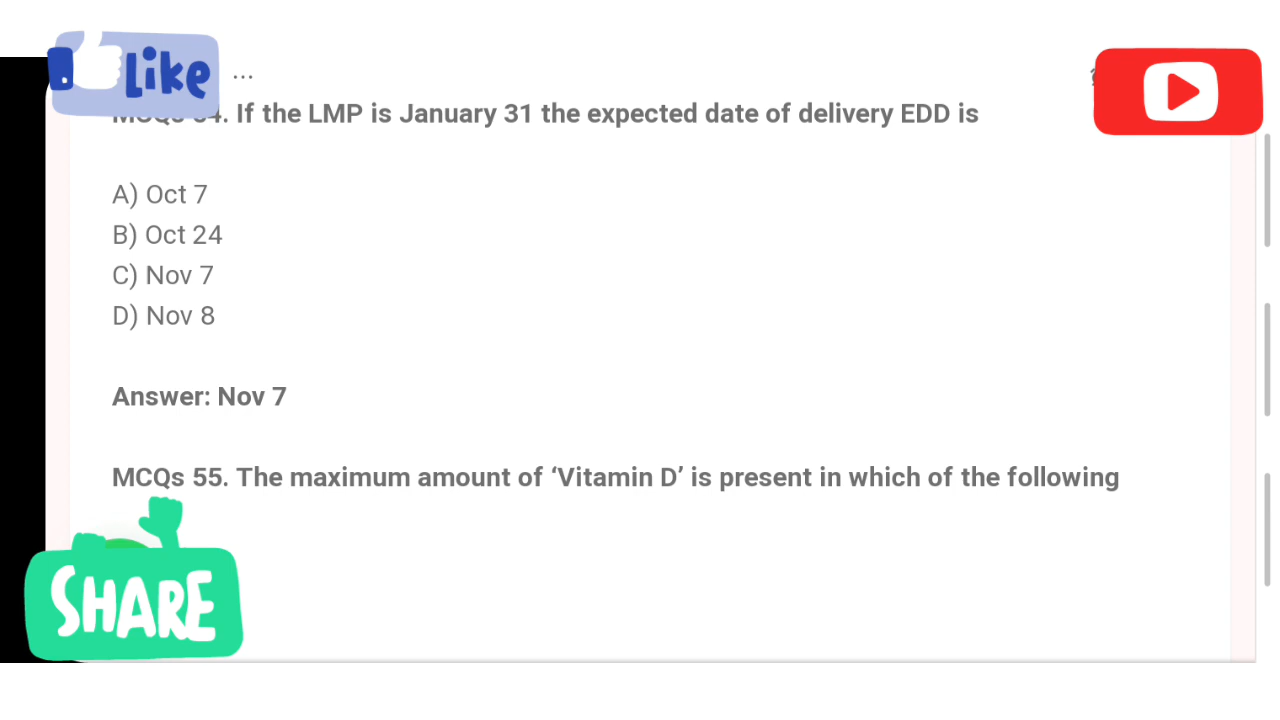 Like
...
MCQs 54. If the LMP is January 31 the expected date of delivery EDD is
A) Oct 7
B) Oct 24
C) Nov 7
D) Nov 8
Answer: Nov 7
MCQs 55. The maximum amount of ‘Vitamin D’ is present in which of the following
SHARE